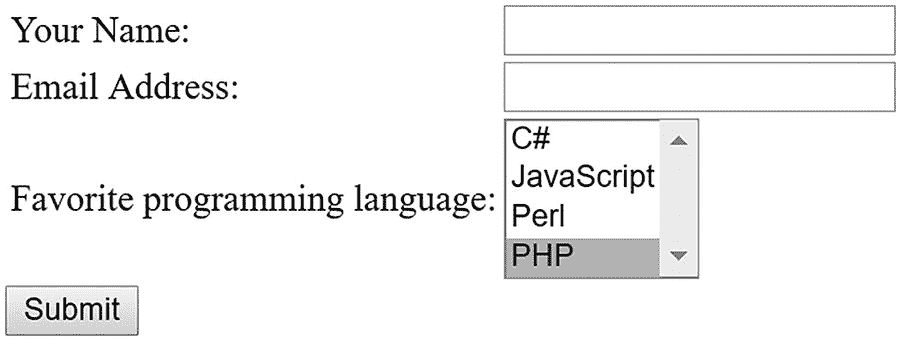 Your Name:
Email Address:
Favorite programming language:
C#
JavaScript
Perl
PHP
Submit